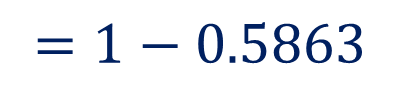 = 1 − 0.5863